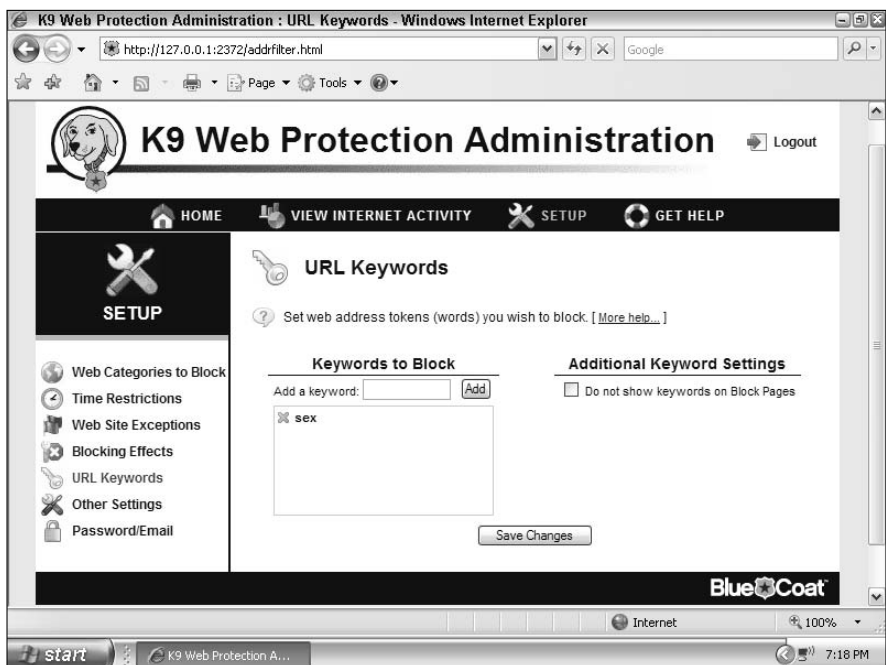 K9 Web Protection Administration : URL Keywords - Windows Internet Explorer
http://127.0.0.1:2372/addrfilter.html
Google
Page
Tools
K9 Web Protection Administration
Logout
HOME
VIEW INTERNET ACTIVITY
SETUP
GET HELP
SETUP
URL Keywords
Set web address tokens (words) you wish to block. [ More help... ]
Web Categories to Block
Time Restrictions
Web Site Exceptions
Blocking Effects
URL Keywords
Other Settings
Password/Email
Keywords to Block
Add a keyword:
Add
sex
Additional Keyword Settings
Do not show keywords on Block Pages
Save Changes
Blue Coat
Internet
100%
start
K9 Web Protection A...
7:18 PM